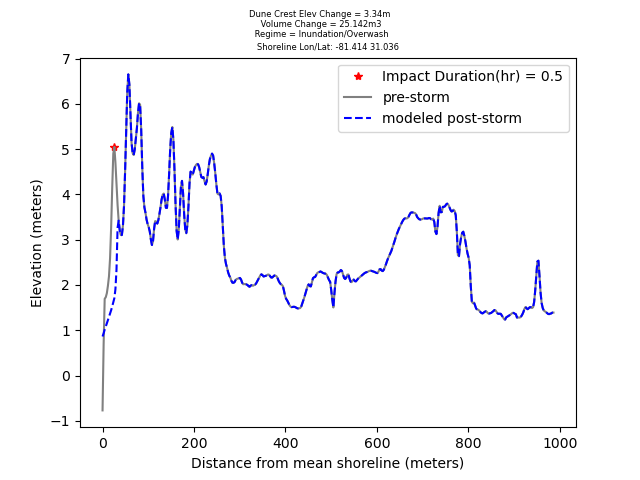 Dune Crest Elev Change = 3.34m
Volume Change = 25.142m3
Regime = Inundation/Overwash
Shoreline Lon/Lat: -81.414 31.036
Impact Duration(hr) = 0.5
pre-storm
modeled post-storm
7
6
5
4
3
2
1
0
−1
Elevation (meters)
0 200 400 600 800 1000
Distance from mean shoreline (meters)